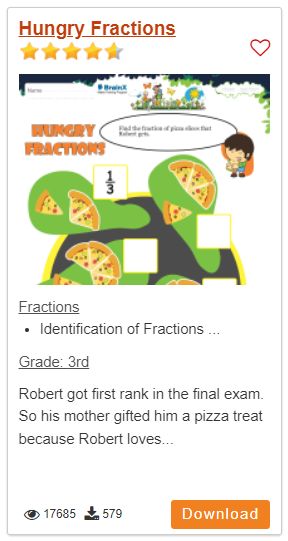 Hungry Fractions
Name
BrainX
HUNGRY
FRACTIONS
Find the fraction of pizza slices that
Robert gets.
1
3
Fractions
• Identification of Fractions ...
Grade: 3rd
Robert got first rank in the final exam.
So his mother gifted him a pizza treat
because Robert loves...
17685 579
Download